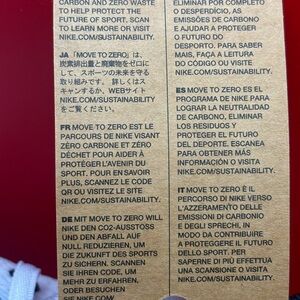 CARBON AND ZERO WASTE
TO HELP PROTECT THE
FUTURE OF SPORT. SCAN
TO LEARN MORE OR VISIT
NIKE.COM/SUSTAINABILITY.
JA 「MOVE TO ZERO」は、
炭素排出量と廃棄物をゼロに
して、スポーツの未来を守る
取り組みです。 詳しくはス
キャンするか、WEBサイト
NIKE.COM/SUSTAINABILITY
をご覧ください。
FR MOVE TO ZERO EST LE
PARCOURS DE NIKE VISANT
ZÉRO CARBONE ET ZÉRO
DÉCHET POUR AIDER À
PROTÉGER L'AVENIR DU
SPORT. POUR EN SAVOIR
PLUS, SCANNEZ LE CODE
QR OU VISITEZ LE SITE
NIKE.COM/SUSTAINABILITY.
DE MIT MOVE TO ZERO WILL
NIKE DEN CO2-AUSSTOSS
UND DEN ABFALL AUF
NULL REDUZIEREN, UM
DIE ZUKUNFT DES SPORTS
ZU SICHERN. SCANNEN
SIE IHREN CODE, UM
MEHR ZU ERFAHREN,
ODER BESUCHEN
SIE NIKE.COM/
ELIMINAR POR COMPLETO
O DESPERDÍCIO, AS
EMISSÕES DE CARBONO
E AJUDAR A PROTEGER
O FUTURO DO
DESPORTO. PARA SABER
MAIS, FAÇA A LEITURA
DO CÓDIGO OU VISITE
NIKE.COM/SUSTAINABILITY.
ES MOVE TO ZERO ES EL
PROGRAMA DE NIKE PARA
LOGRAR LA NEUTRALIDAD
DE CARBONO, ELIMINAR
LOS RESIDUOS Y
PROTEGER EL FUTURO
DEL DEPORTE. ESCANEA
PARA OBTENER MÁS
INFORMACIÓN O VISITA
NIKE.COM/SUSTAINABILITY.
IT MOVE TO ZERO È IL
PERCORSO DI NIKE VERSO
L'AZZERAMENTO DELLE
EMISSIONI DI CARBONIO
E DEGLI SPRECHI, IN
MODO DA CONTRIBUIRE
A PROTEGGERE IL FUTURO
DELLO SPORT. PER
SAPERNE DI PIÙ EFFETTUA
UNA SCANSIONE O VISITA
NIKE.COM/SUSTAINABILITY.